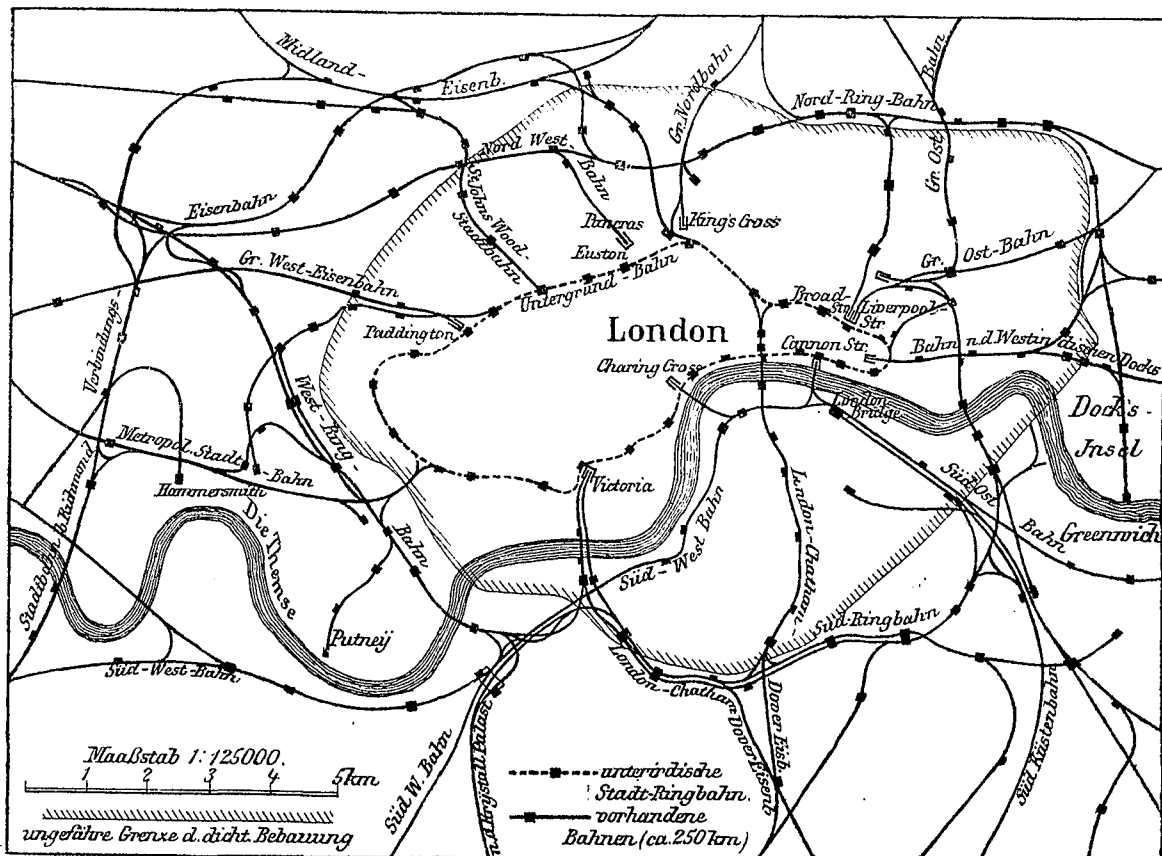 Midland-
Eisenb.
Gr. Nordbahn
Nord-Ring-Bahn
Bahn
Gr. Ost
Nord West-
Bahn
St Johns Wood-
Stadtbahn
Eisenbahn
Pancras
King's Cross
Euston
Gr. West-Eisenbahn
Untergrund-Bahn
Gr. Ost-Bahn
Verbindungs-
Paddington
Broad-
Str.
Liverpool-
Str.
London
Cannon Str.
Bahn n.d. Westindischen Docks
Charing Cross
London
Bridge
West-Ring-
Bahn
Dock's-
Insel
Metropol. Stadt
-Bahn
Hammersmith
Victoria
Stadtbahn b. Richmond
Die Themse
London-Chatham-
Süd-Ost
Bahn
Greenwich
Süd-West Bahn
Putneÿ
Süd-Ringbahn
Süd-West-Bahn
London-Chatham
Dover Eisenb
Dover Eisb.
Süd W. Bahn
n.d. Krystall Palast
Süd Küstenbahn
Maaßstab 1:125000.
1 2 3 4 5km
ungefähre Grenze d. dicht. Bebauung
unterirdische
Stadt-Ringbahn.
vorhandene
Bahnen (ca. 250 km)